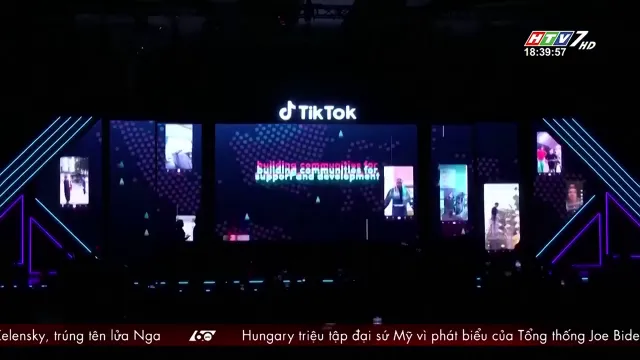 HTV7 HD
18:39:57
TikTok
building communities for
support and development
Zelensky, trúng tên lửa Nga
Hungary triệu tập đại sứ Mỹ vì phát biểu của Tổng thống Joe Bide